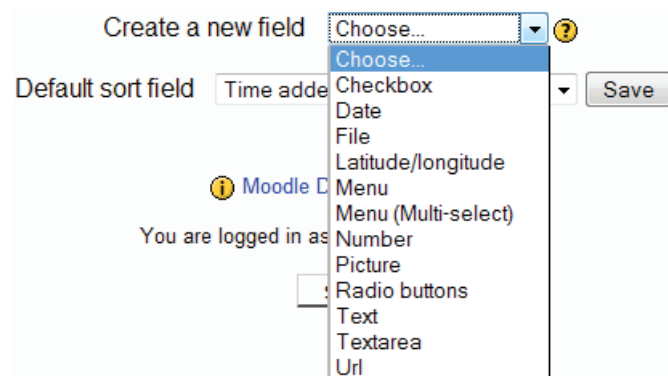 Create a new field Choose...
Choose...
Checkbox
Default sort field Time adde Save
Date
File
Latitude/longitude
Moodle D Menu
Menu (Multi-select)
You are logged in as Number
Picture
Radio buttons
Text
Textarea
Url